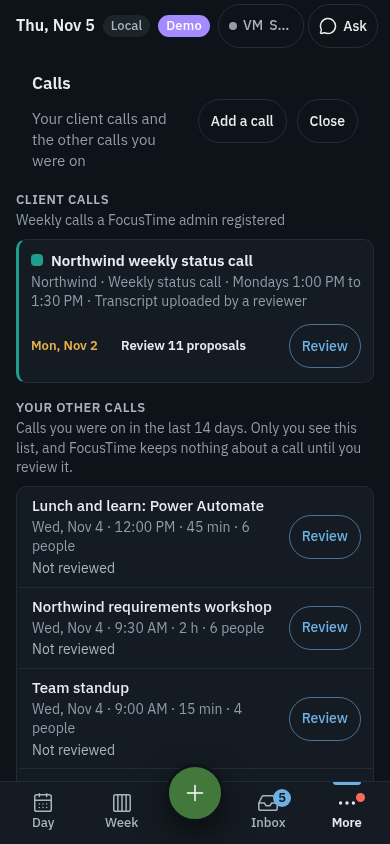 Thu, Nov 5 Local Demo VM S... Ask
Calls
Your client calls and
the other calls you
were on
Add a call Close
CLIENT CALLS
Weekly calls a FocusTime admin registered
Northwind weekly status call
Northwind · Weekly status call · Mondays 1:00 PM to
1:30 PM · Transcript uploaded by a reviewer
Mon, Nov 2 Review 11 proposals Review
YOUR OTHER CALLS
Calls you were on in the last 14 days. Only you see this
list, and FocusTime keeps nothing about a call until you
review it.
Lunch and learn: Power Automate
Wed, Nov 4 · 12:00 PM · 45 min · 6
people
Not reviewed
Review
Northwind requirements workshop
Wed, Nov 4 · 9:30 AM · 2 h · 6 people
Not reviewed
Review
Team standup
Wed, Nov 4 · 9:00 AM · 15 min · 4
people
Not reviewed
Review
5
Day Week Inbox More